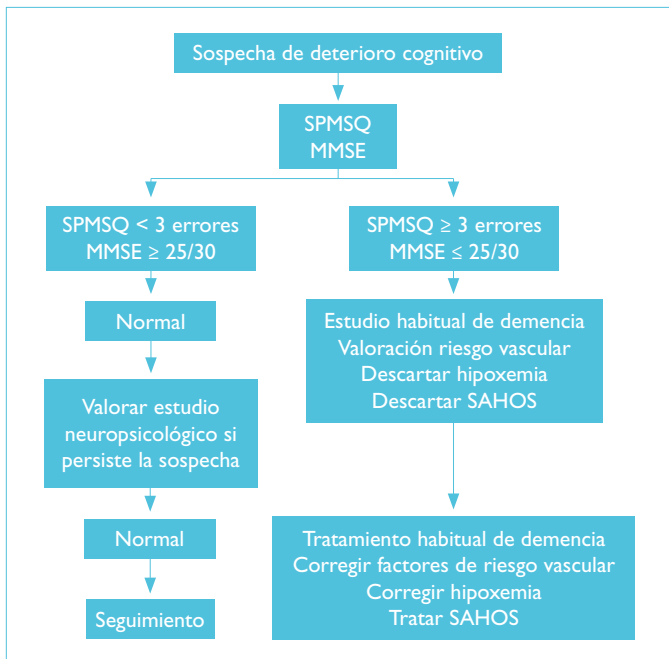 Sospecha de deterioro cognitivo
SPMSQ
MMSE
SPMSQ < 3 errores
MMSE ≥ 25/30
SPMSQ ≥ 3 errores
MMSE ≤ 25/30
Normal
Estudio habitual de demencia
Valoración riesgo vascular
Descartar hipoxemia
Descartar SAHOS
Valorar estudio
neuropsicológico si
persiste la sospecha
Normal
Tratamiento habitual de demencia
Corregir factores de riesgo vascular
Corregir hipoxemia
Tratar SAHOS
Seguimiento